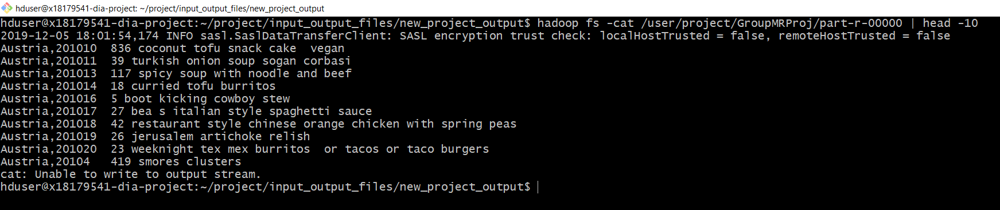 hduser@x18179541-dia-project: ~/project/input_output_files/new_project_output
hduser@x18179541-dia-project:~/project/input_output_files/new_project_output$ hadoop fs -cat /user/project/GroupMRProj/part-r-00000 | head -10
2019-12-05 18:01:54,174 INFO sasl.SaslDataTransferClient: SASL encryption trust check: localHostTrusted = false, remoteHostTrusted = false
Austria,201010  836 coconut tofu snack cake  vegan
Austria,201011  39 turkish onion soup sogan corbasi
Austria,201013  117 spicy soup with noodle and beef
Austria,201014  18 curried tofu burritos
Austria,201016  5 boot kicking cowboy stew
Austria,201017  27 bea s italian style spaghetti sauce
Austria,201018  42 restaurant style chinese orange chicken with spring peas
Austria,201019  26 jerusalem artichoke relish
Austria,201020  23 weeknight tex mex burritos  or tacos or taco burgers
Austria,20104   419 smores clusters
cat: Unable to write to output stream.
hduser@x18179541-dia-project:~/project/input_output_files/new_project_output$